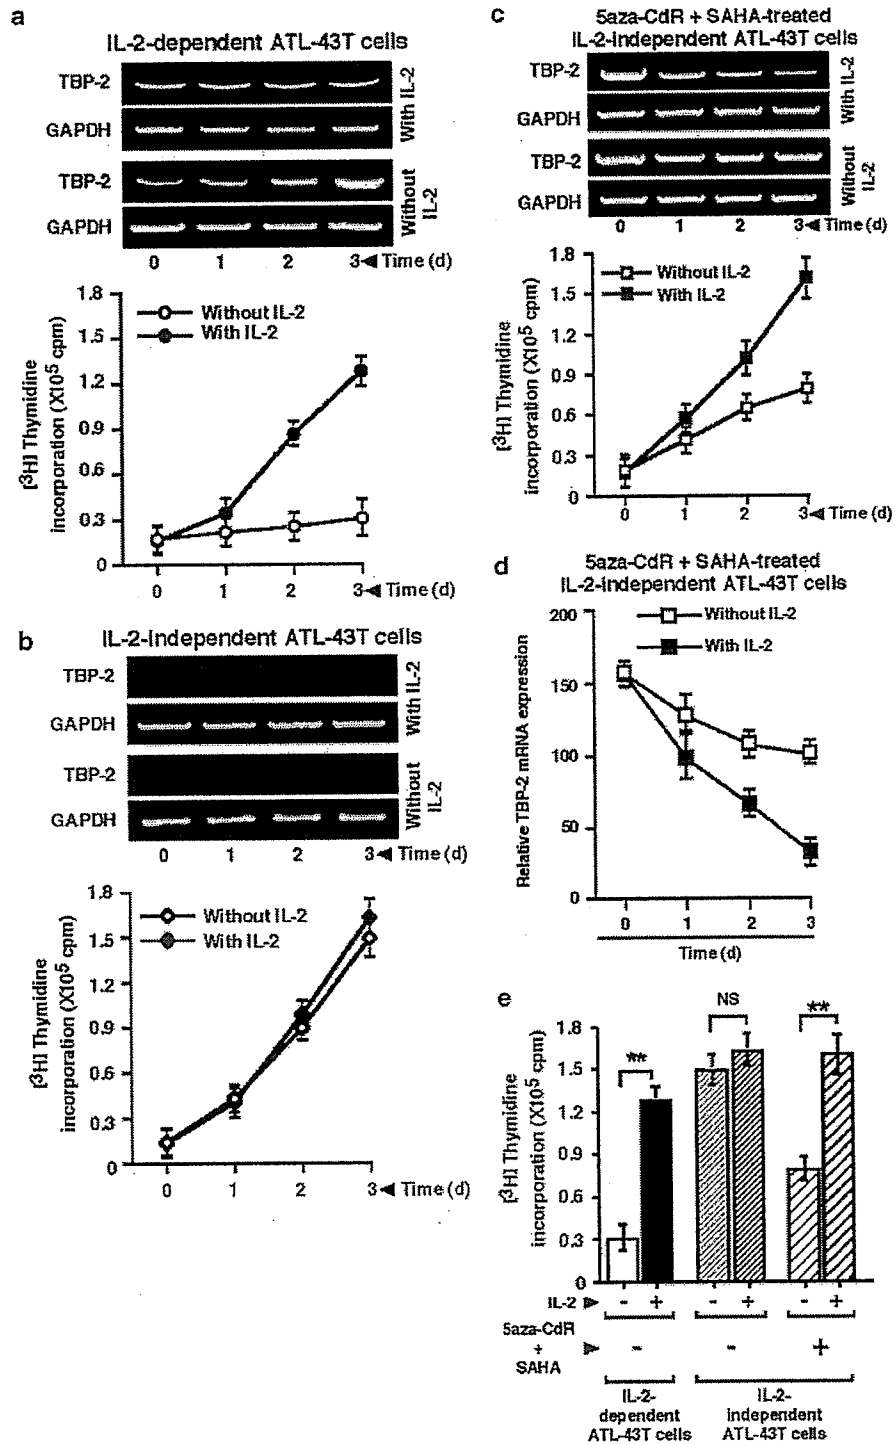 a
IL-2-dependent ATL-43T cells
TBP-2
GAPDH
With IL-2
TBP-2
GAPDH
Without
IL-2
0 1 2 3 Time (d)
1.8
1.5
1.2
0.9
0.6
0.3
0
[3H] Thymidine
incorporation (X105 cpm)
Without IL-2
With IL-2
0 1 2 3 Time (d)
b
IL-2-independent ATL-43T cells
TBP-2
GAPDH
With IL-2
TBP-2
GAPDH
Without
IL-2
0 1 2 3 Time (d)
1.8
1.5
1.2
0.9
0.6
0.3
0
[3H] Thymidine
incorporation (X105 cpm)
Without IL-2
With IL-2
0 1 2 3 Time (d)
c
5aza-CdR + SAHA-treated
IL-2-independent ATL-43T cells
TBP-2
GAPDH
With IL-2
TBP-2
GAPDH
Without
IL-2
0 1 2 3 Time (d)
1.8
1.5
1.2
0.9
0.6
0.3
0
[3H] Thymidine
incorporation (X105 cpm)
Without IL-2
With IL-2
0 1 2 3 Time (d)
d
5aza-CdR + SAHA-treated
IL-2-independent ATL-43T cells
200
150
100
50
0
Relative TBP-2 mRNA expression
Without IL-2
With IL-2
0 1 2 3
Time (d)
e
1.8
1.5
1.2
0.9
0.6
0.3
0
[3H] Thymidine
incorporation (X105 cpm)
** NS **
IL-2 - + - + - +
5aza-CdR
+
SAHA
- - +
IL-2-
dependent
ATL-43T cells
IL-2-
independent
ATL-43T cells